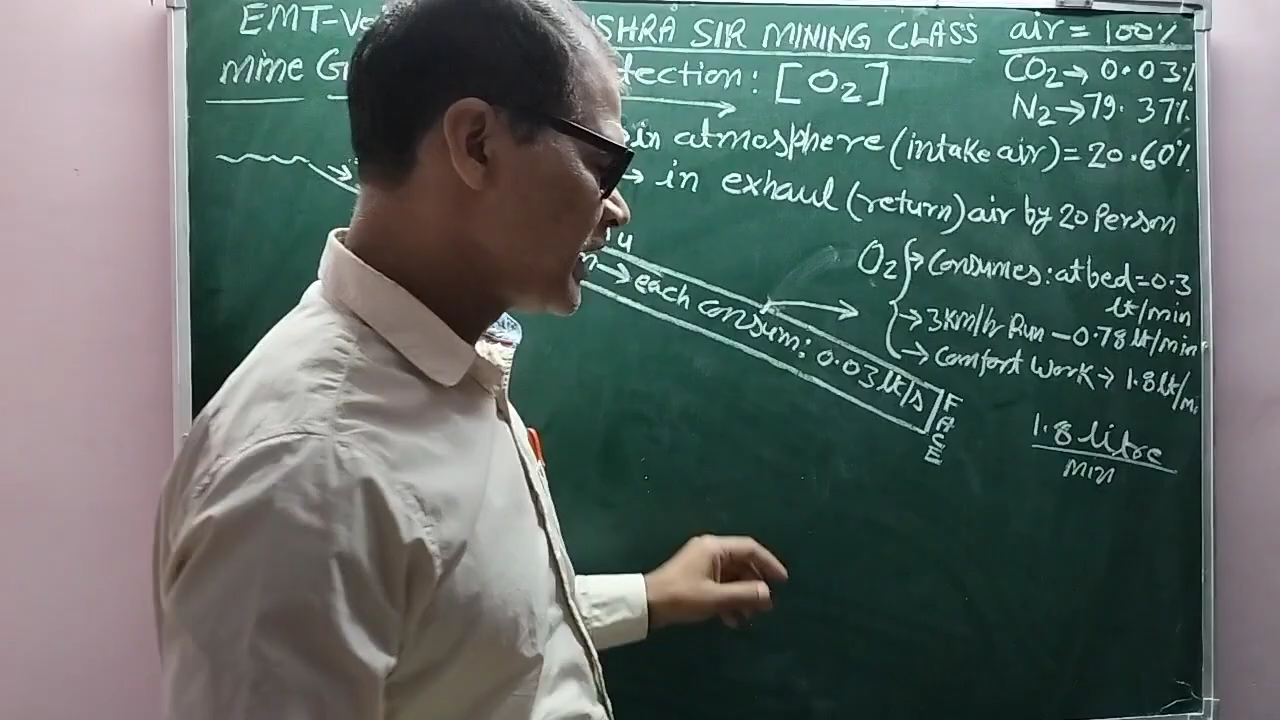 EMT-Ve SHRA SIR MINING CLASS
mine G tection: [O₂]
air = 100%
CO₂ → 0.03%
N₂ → 79.37%
in atmosphere (intake air) = 20.60%
→ in exhaul (return) air by 20 Person
O₂ → Consumes: at bed = 0.3
lt/min
→ 3 KM/hr Run – 0.78 lt/min
→ Comfort work → 1.8 lt/mi
→ each consum: 0.03 lt/s
FACE
1.8 litre
min